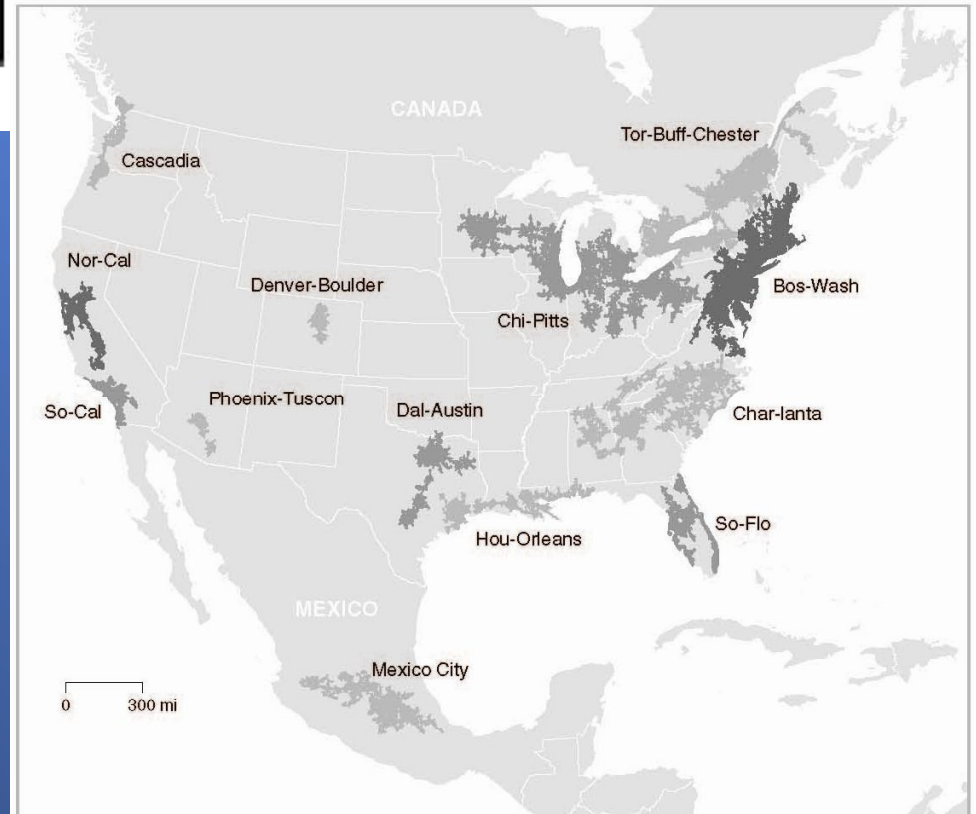 CANADA
Tor-Buff-Chester
Cascadia
Nor-Cal
Denver-Boulder
Bos-Wash
Chi-Pitts
Phoenix-Tuscon
So-Cal
Dal-Austin
Char-lanta
So-Flo
Hou-Orleans
MEXICO
Mexico City
0 300 mi